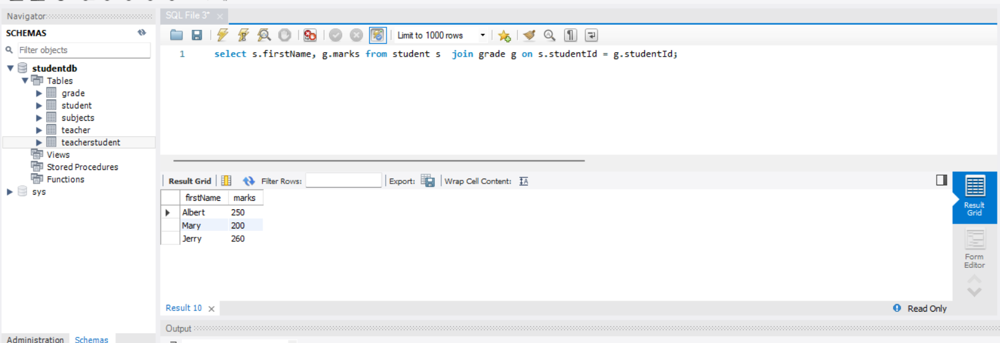 Navigator
SQL File 3*
SCHEMAS
Filter objects
Limit to 1000 rows
1 select s.firstName, g.marks from student s  join grade g on s.studentId = g.studentId;
studentdb
Tables
grade
student
subjects
teacher
teacherstudent
Views
Stored Procedures
Functions
sys
Result Grid
Filter Rows:
Export:
Wrap Cell Content:
firstName marks
Albert 250
Mary 200
Jerry 260
Result Grid
Form Editor
Result 10
Read Only
Output
Administration Schemas